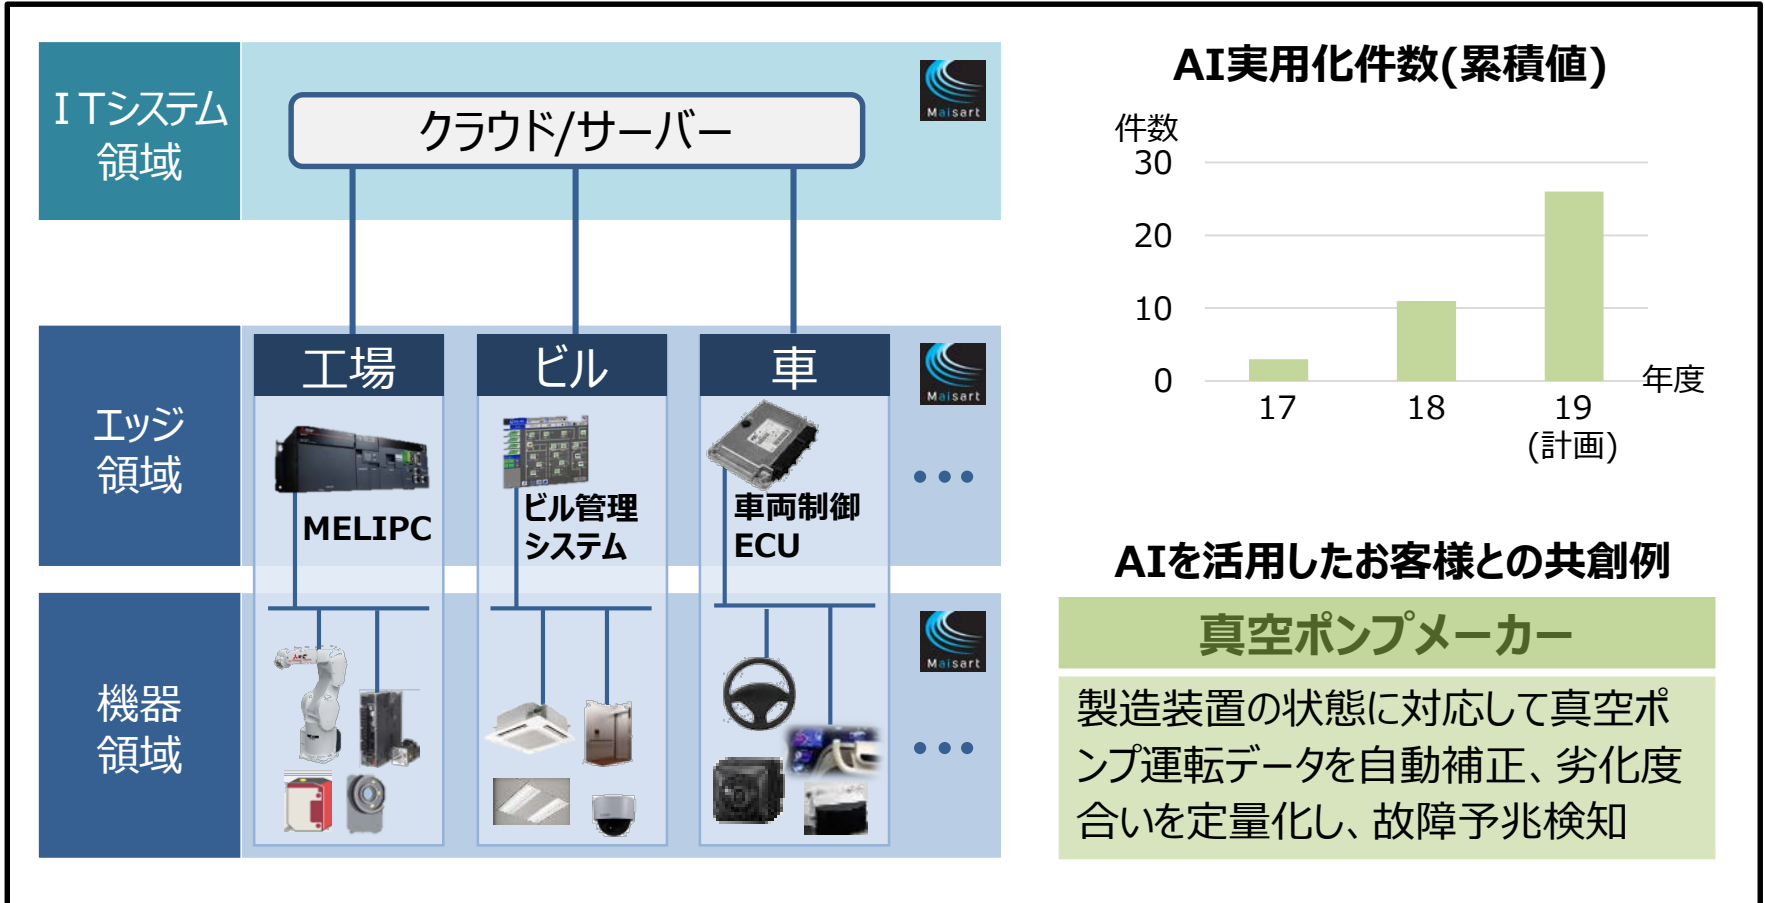 ＩＴシステム
領域
クラウド/サーバー
Maisart
エッジ
領域
工場
ビル
車
Maisart
MELIPC
ビル管理
システム
車両制御
ECU
•••
機器
領域
Maisart
•••
AI実用化件数(累積値)
件数
30
20
10
0
17
18
19
(計画)
年度
AIを活用したお客様との共創例
真空ポンプメーカー
製造装置の状態に対応して真空ポ
ンプ運転データを自動補正、劣化度
合いを定量化し、故障予兆検知